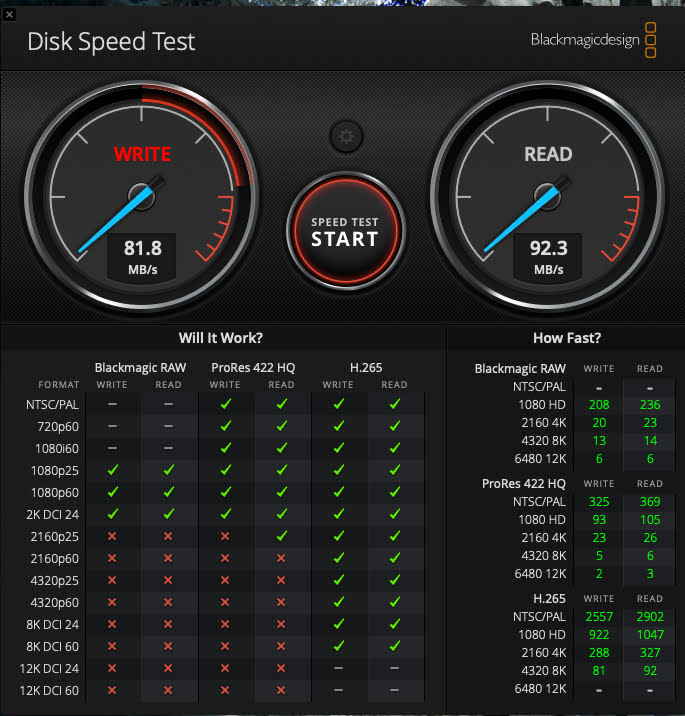 Disk Speed Test
Blackmagicdesign
WRITE
81.8
MB/s
SPEED TEST
START
READ
92.3
MB/s
Will It Work?
Blackmagic RAW ProRes 422 HQ H.265
FORMAT WRITE READ WRITE READ WRITE READ
NTSC/PAL – – ✓ ✓ ✓ ✓
720p60 – – ✓ ✓ ✓ ✓
1080i60 – – ✓ ✓ ✓ ✓
1080p25 ✓ ✓ ✓ ✓ ✓ ✓
1080p60 ✓ ✓ ✓ ✓ ✓ ✓
2K DCI 24 ✓ ✓ ✓ ✓ ✓ ✓
2160p25 ✕ ✕ ✕ ✓ ✓ ✓
2160p60 ✕ ✕ ✕ ✕ ✓ ✓
4320p25 ✕ ✕ ✕ ✕ ✓ ✓
4320p60 ✕ ✕ ✕ ✕ ✓ ✓
8K DCI 24 ✕ ✕ ✕ ✕ ✓ ✓
8K DCI 60 ✕ ✕ ✕ ✕ ✓ ✓
12K DCI 24 ✕ ✕ ✕ ✕ – –
12K DCI 60 ✕ ✕ ✕ ✕ – –
How Fast?
Blackmagic RAW WRITE READ
NTSC/PAL – –
1080 HD 208 236
2160 4K 20 23
4320 8K 13 14
6480 12K 6 6
ProRes 422 HQ WRITE READ
NTSC/PAL 325 369
1080 HD 93 105
2160 4K 23 26
4320 8K 5 6
6480 12K 2 3
H.265 WRITE READ
NTSC/PAL 2557 2902
1080 HD 922 1047
2160 4K 288 327
4320 8K 81 92
6480 12K – –